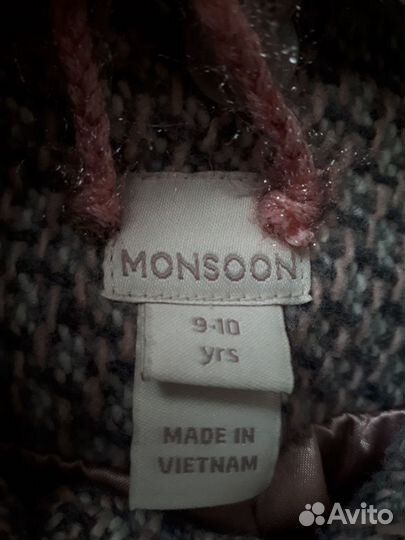 MONSOON
9-10
yrs
MADE IN
VIETNAM
Avito